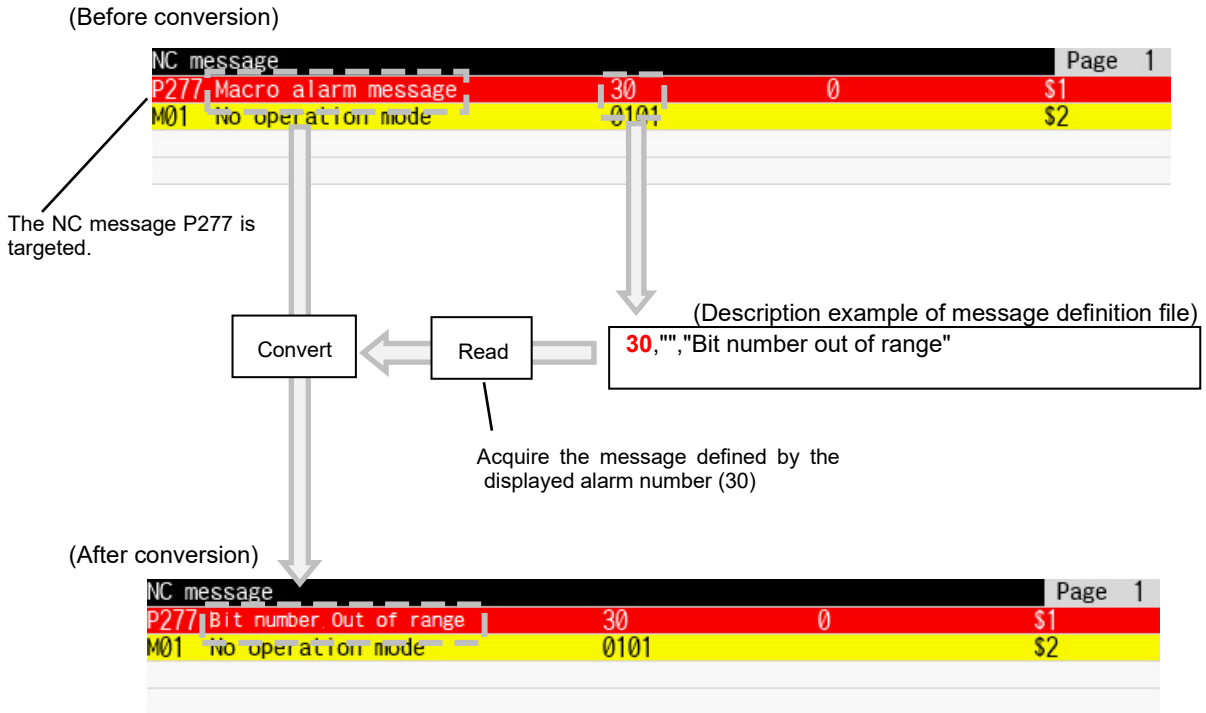 (Before conversion)
NC message Page 1
P277 Macro alarm message 30 0 $1
M01 No operation mode 0101 $2
The NC message P277 is
targeted.
(Description example of message definition file)
30,"","Bit number out of range"
Convert
Read
Acquire the message defined by the
displayed alarm number (30)
(After conversion)
NC message Page 1
P277 Bit number Out of range 30 0 $1
M01 No operation mode 0101 $2